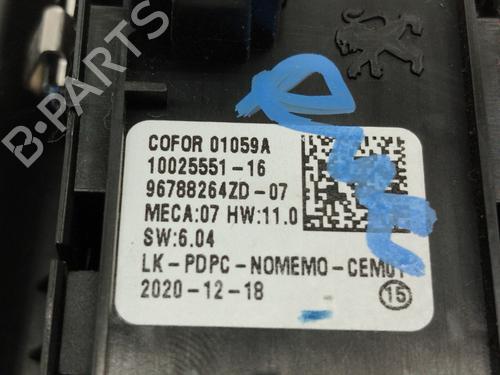 B-PARTS
COFOR 01059A
10025551-16
96788264ZD-07
MECA:07 HW:11.0
SW:6.04
LK-PDPC-NOMEMO-CEM01
2020-12-18
15